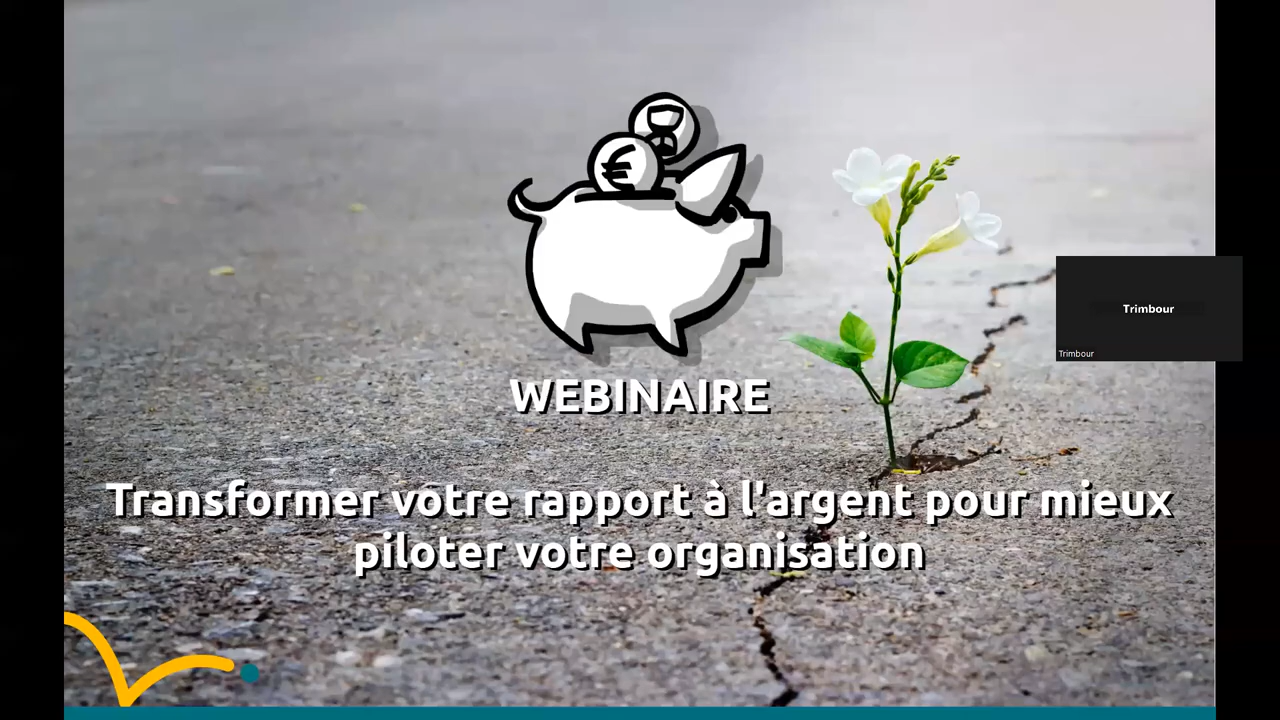 €
WEBINAIRE
Trimbour
Trimbour
Transformer votre rapport à l'argent pour mieux
piloter votre organisation